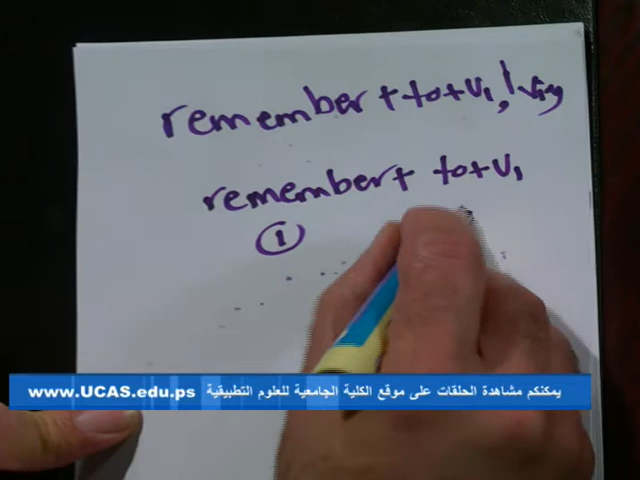 remember + to + V1, / Ving
remember + to + V1
1
www.UCAS.edu.ps يمكنكم مشاهدة الحلقات على موقع الكلية الجامعية للعلوم التطبيقية